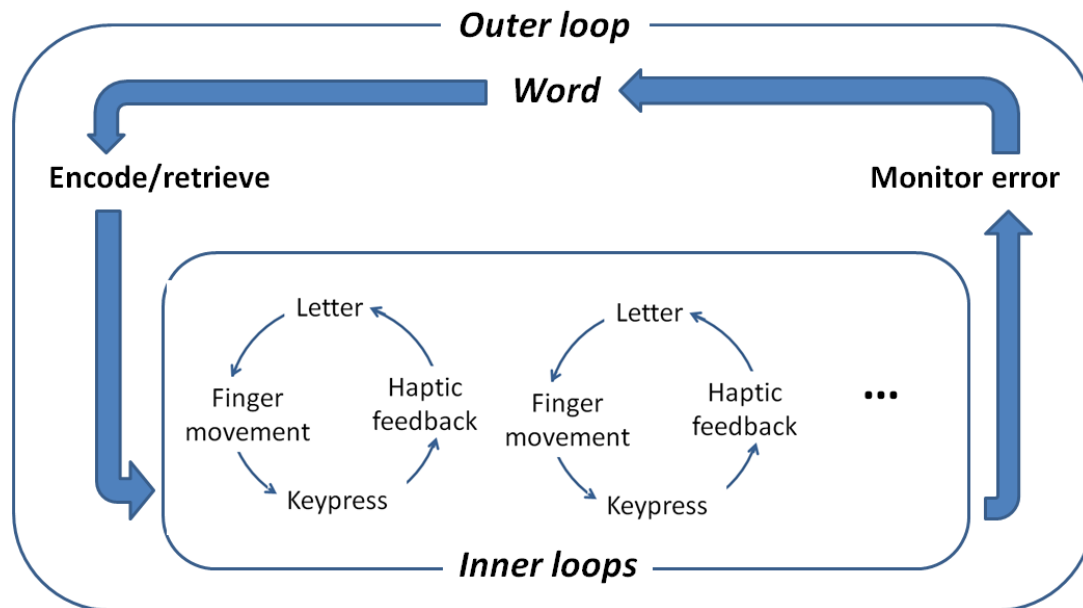 Outer loop
Word
Encode/retrieve
Monitor error
Letter
Finger
movement
Haptic
feedback
Keypress
Letter
Finger
movement
Haptic
feedback
Keypress
...
Inner loops